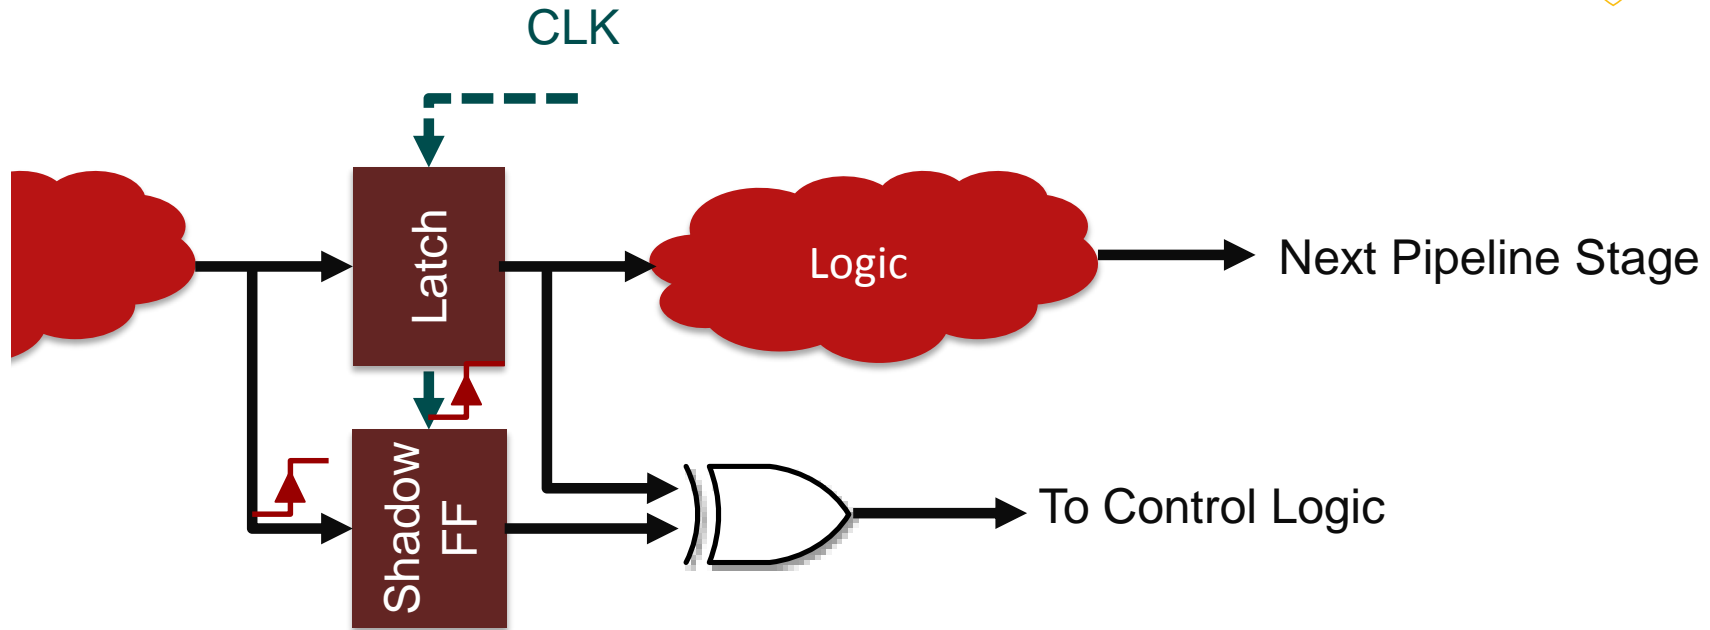 CLK
Latch
Logic
Next Pipeline Stage
Shadow
FF
To Control Logic